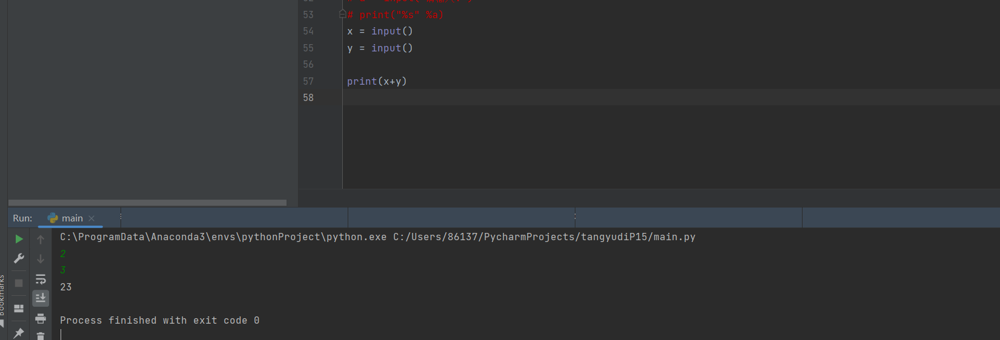 53 # print("%s" %a)
54 x = input()
55 y = input()
56
57 print(x+y)
58
Run: main
C:\ProgramData\Anaconda3\envs\pythonProject\python.exe C:/Users/86137/PycharmProjects/tangyudiP15/main.py
2
3
23
Process finished with exit code 0
Bookmarks